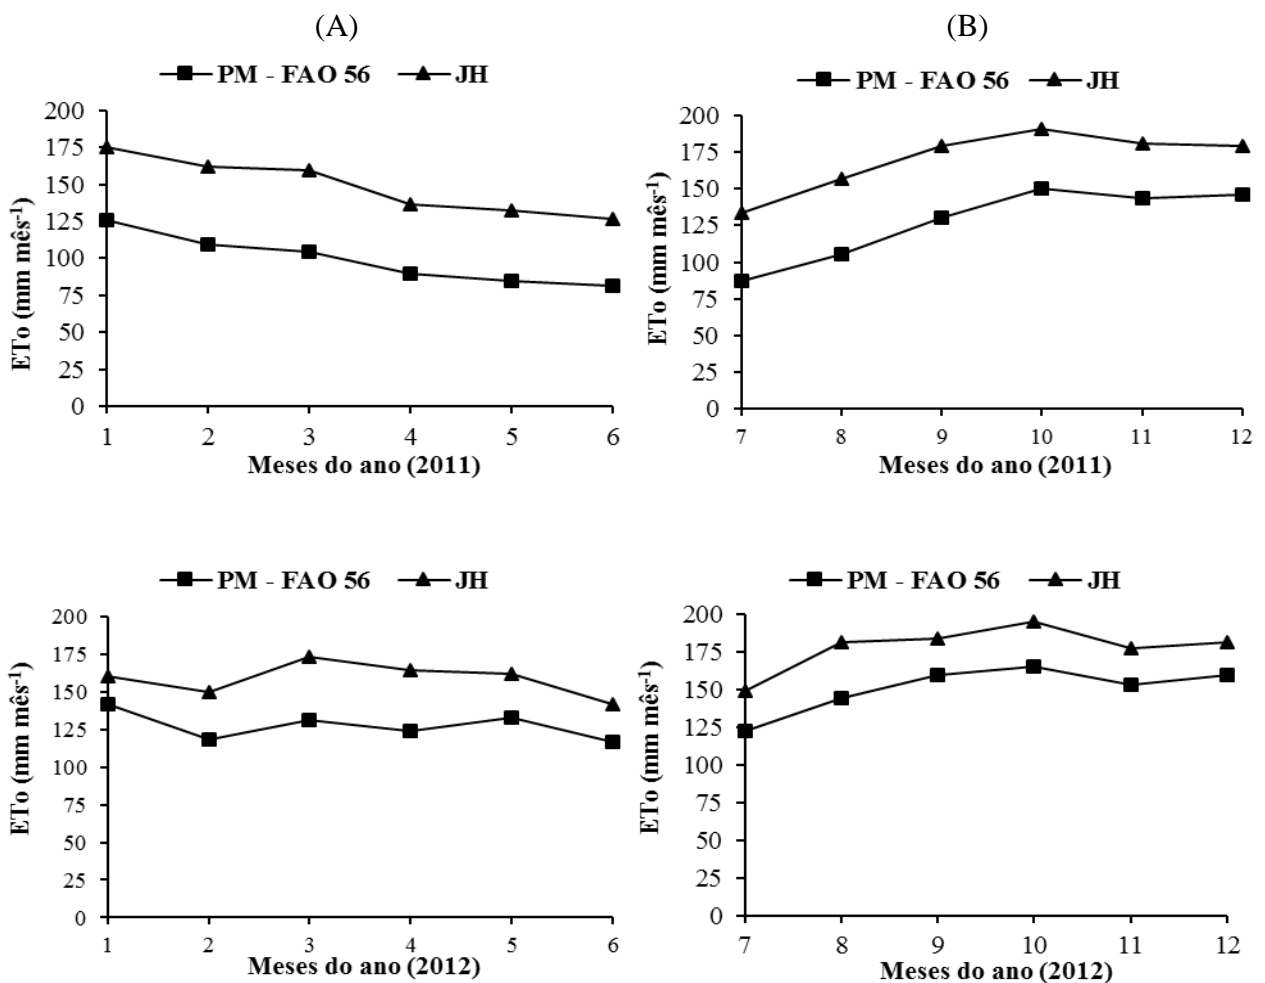 (A)
(B)
PM - FAO 56 JH
PM - FAO 56 JH
ETo (mm mês-1)
200
175
150
125
100
75
50
25
0
1 2 3 4 5 6
Meses do ano (2011)
ETo (mm mês-1)
200
175
150
125
100
75
50
25
0
7 8 9 10 11 12
Meses do ano (2011)
PM - FAO 56 JH
PM - FAO 56 JH
ETo (mm mês-1)
200
175
150
125
100
75
50
25
0
1 2 3 4 5 6
Meses do ano (2012)
ETo (mm mês-1)
200
175
150
125
100
75
50
25
0
7 8 9 10 11 12
Meses do ano (2012)